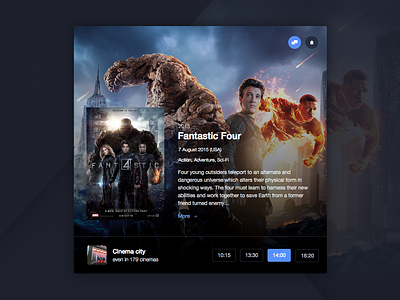 Fantastic Four
7 August 2015 (USA)
Action, Adventure, Sci-Fi
Four young outsiders teleport to an alternate and
dangerous universe which alters their physical form in
shocking ways. The four must learn to harness their new
abilities and work together to save Earth from a former
friend turned enemy
More →
FANT4STIC
MARVEL
Cinema city
even in 179 cinemas
10:15
13:30
14:00
16:20